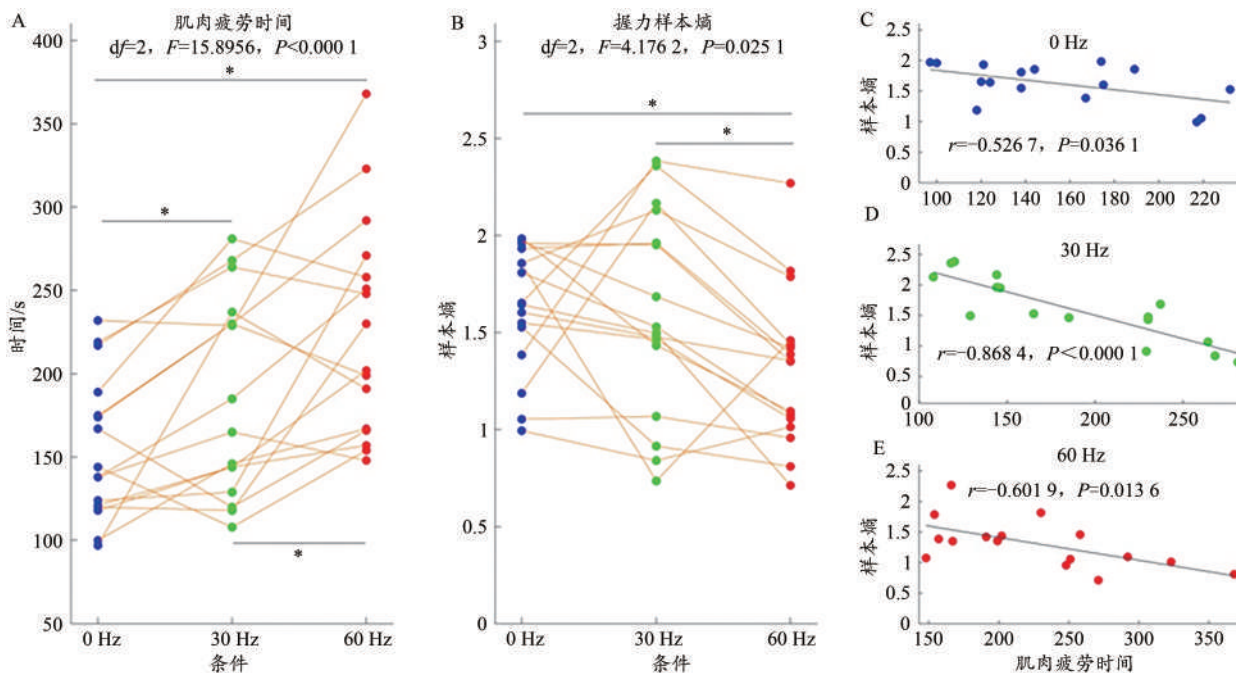 A
肌肉疲劳时间
df=2，F=15.8956，P<0.000 1
400
350
300
250
200
150
100
50
时间/s
*
*
*
0 Hz
30 Hz
60 Hz
条件
B
握力样本熵
df=2，F=4.176 2，P=0.025 1
3
2.5
2
1.5
1
0.5
0
样本熵
*
*
0 Hz
30 Hz
60 Hz
条件
C
0 Hz
2.5
2
1.5
1
0.5
0
样本熵
r=−0.526 7，P=0.036 1
100
120
140
160
180
200
220
D
30 Hz
2.5
2
1.5
1
0.5
0
样本熵
r=−0.868 4，P＜0.000 1
100
150
200
250
E
60 Hz
2.5
2
1.5
1
0.5
0
样本熵
r=−0.601 9，P=0.013 6
150
200
250
300
350
肌肉疲劳时间